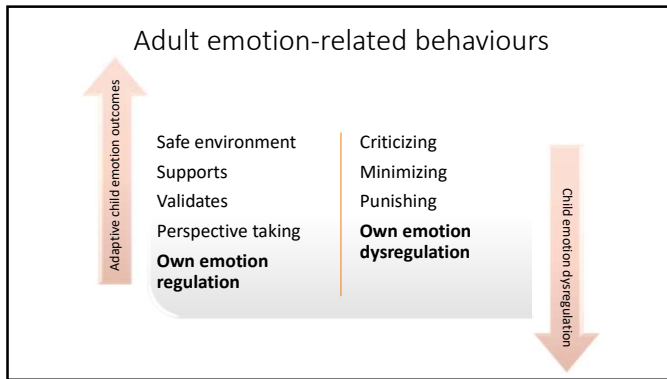 Adult emotion-related behaviours
Adaptive child emotion outcomes
Safe environment
Supports
Validates
Perspective taking
Own emotion
regulation
Criticizing
Minimizing
Punishing
Own emotion
dysregulation
Child emotion dysregulation